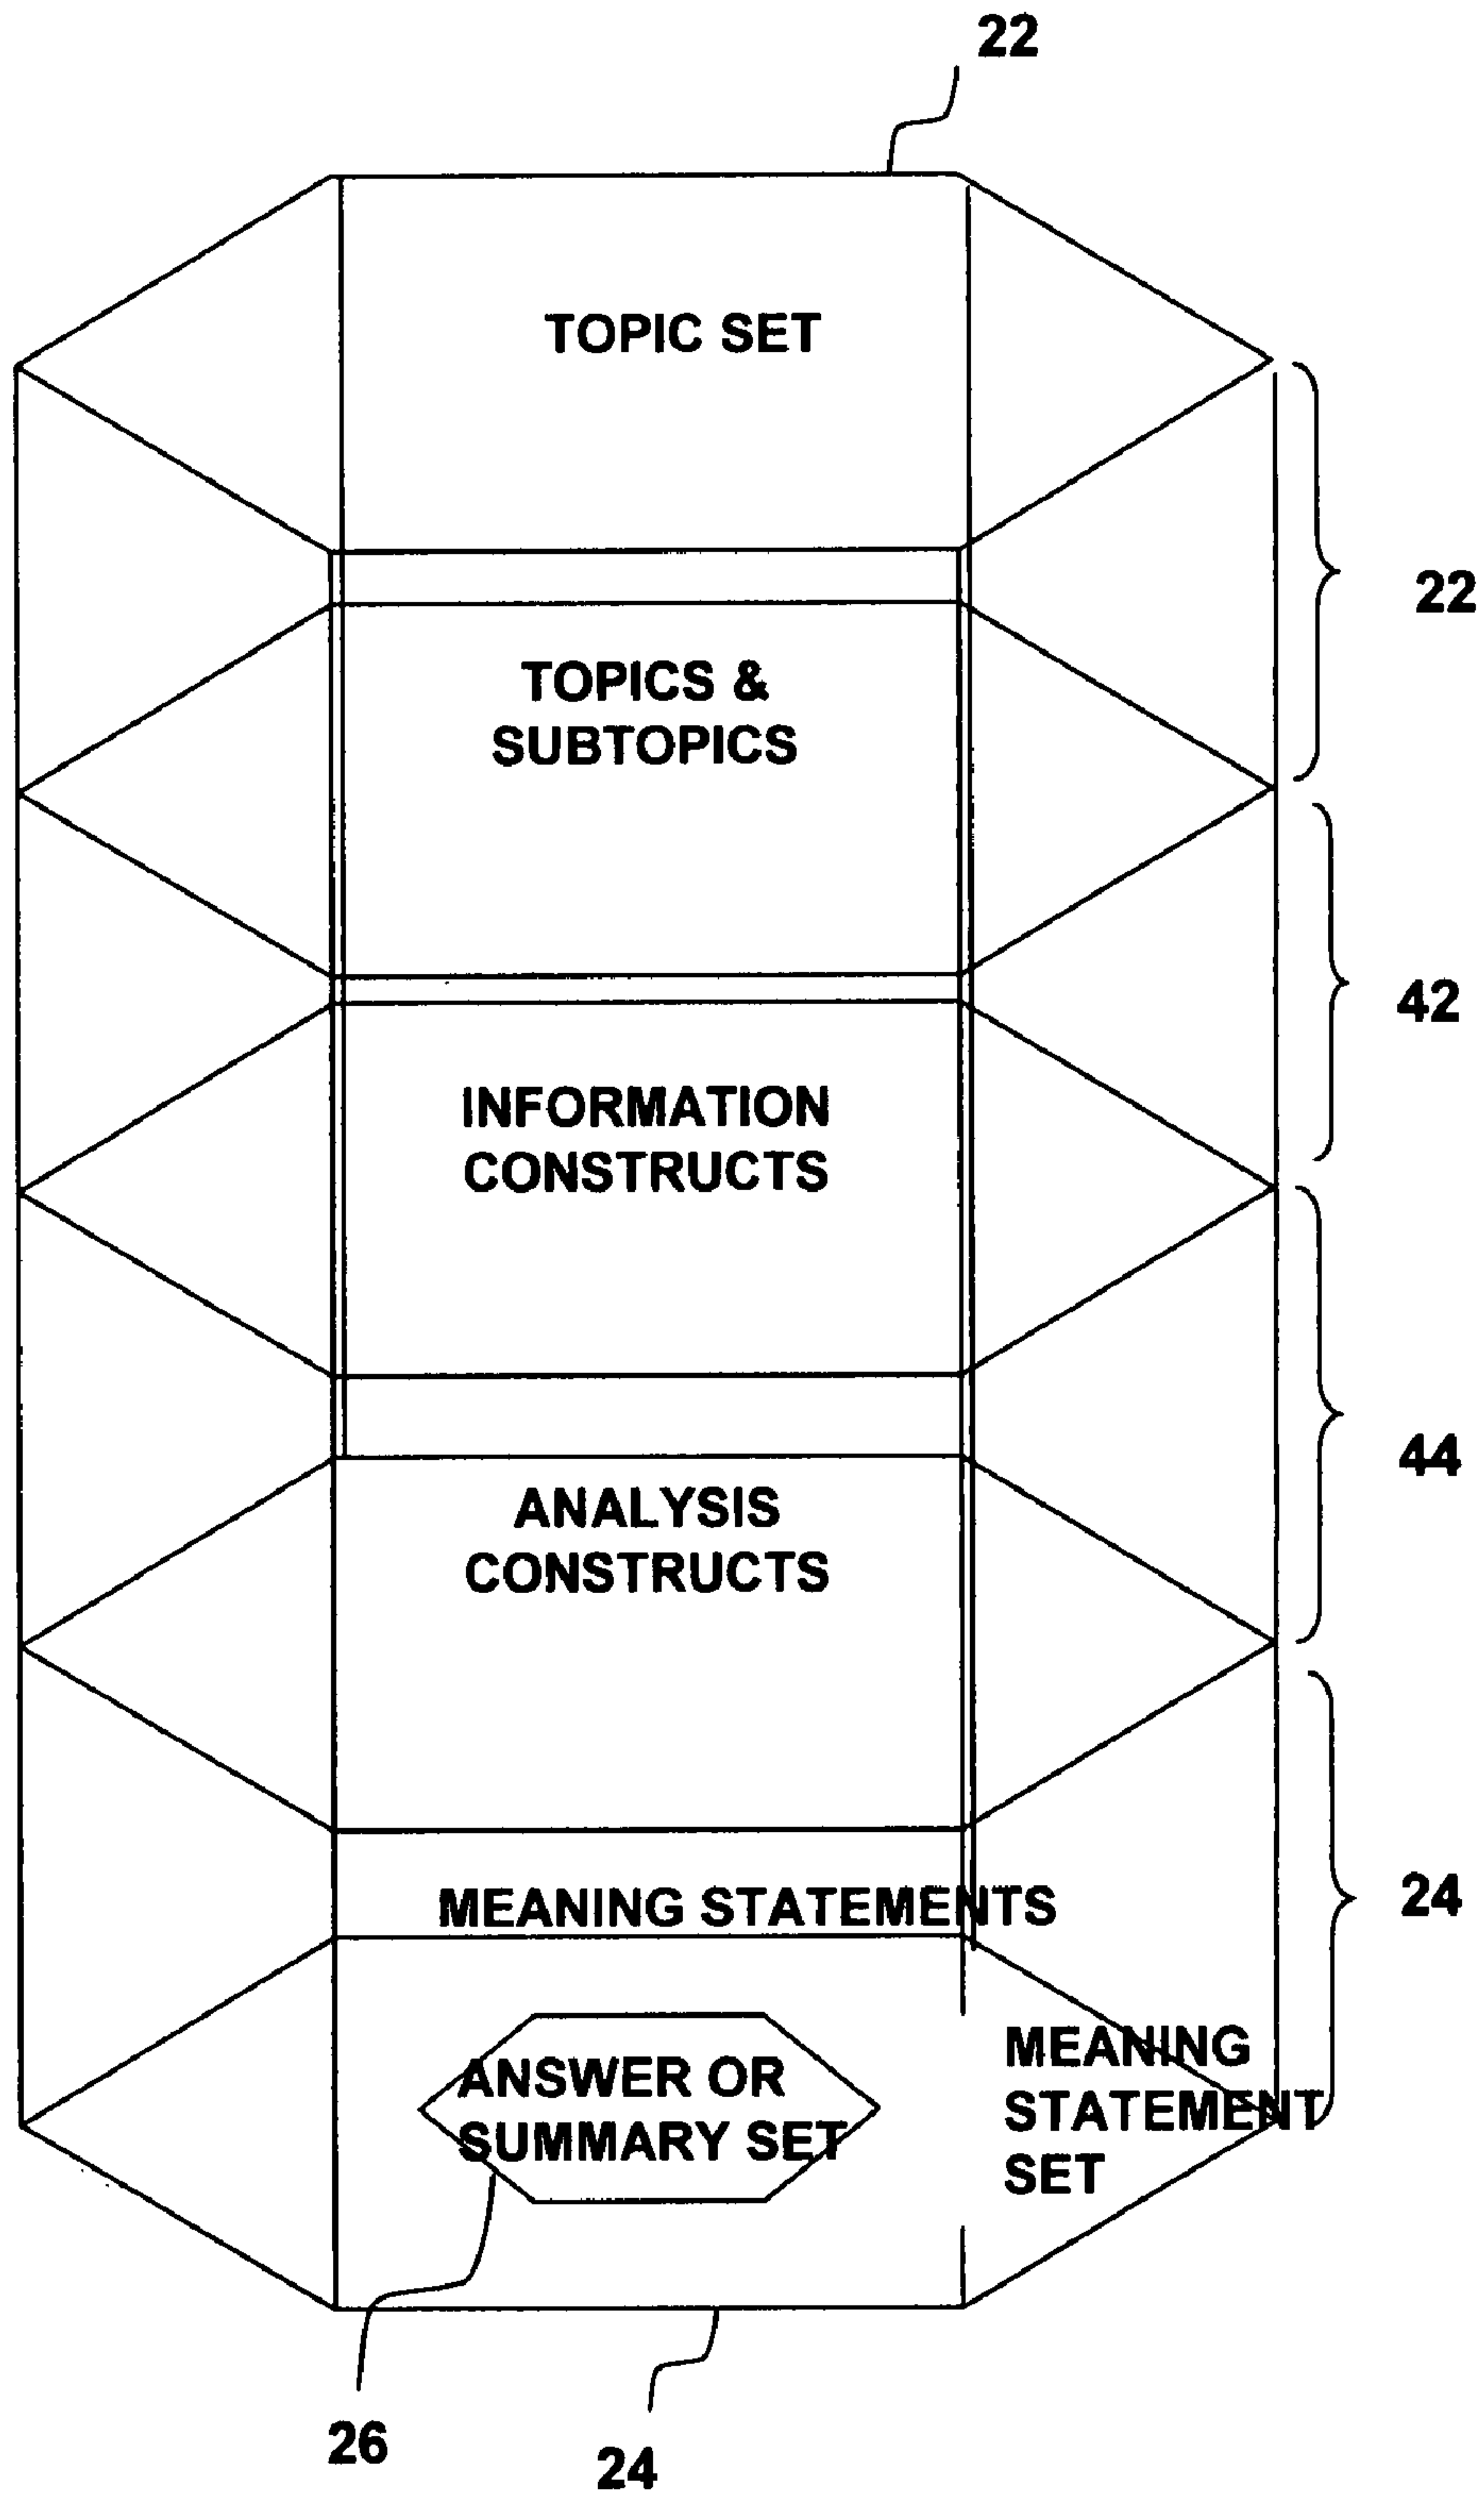 22
TOPIC SET
22
TOPICS &
SUBTOPICS
42
INFORMATION
CONSTRUCTS
44
ANALYSIS
CONSTRUCTS
24
MEANING STATEMENTS
ANSWER OR
SUMMARY SET
MEANING
STATEMENT
SET
26
24